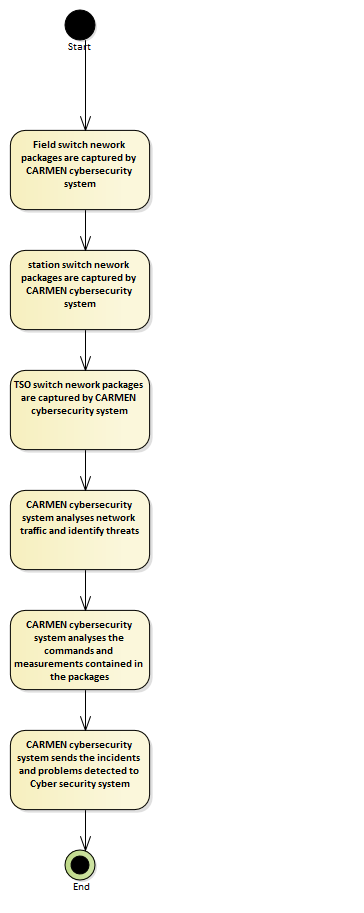 Start
Field switch nework
packages are captured by
CARMEN cybersecurity
system
station switch nework
packages are captured by
CARMEN cybersecurity
system
TSO switch nework packages
are captured by CARMEN
cybersecurity system
CARMEN cybersecurity
system analyses network
traffic and identify threats
CARMEN cybersecurity
system analyses the
commands and
measurements contained in
the packages
CARMEN cybersecurity
system sends the incidents
and problems detected to
Cyber security system
End